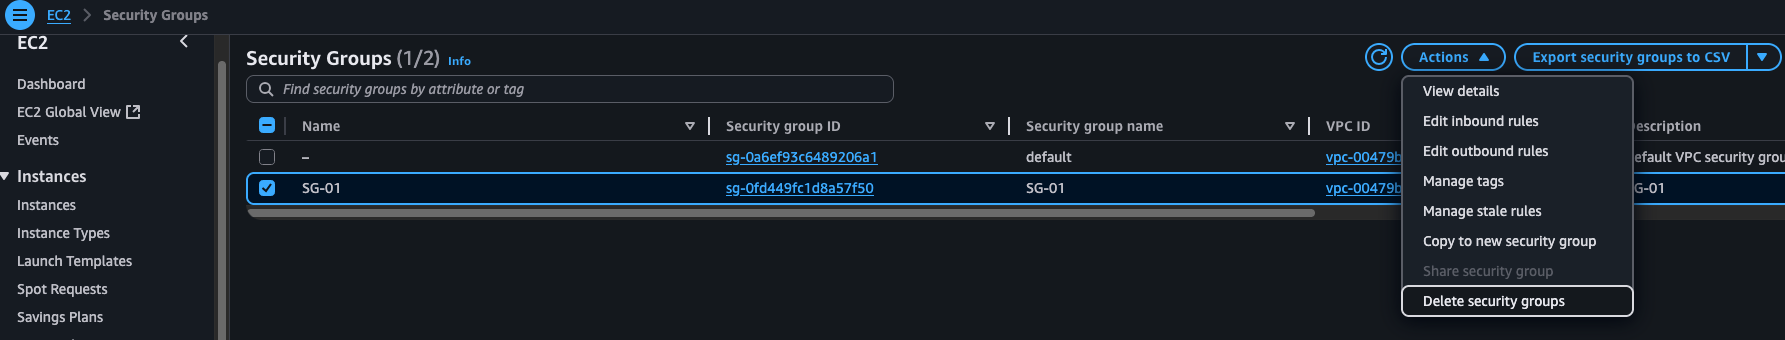 EC2 > Security Groups
EC2
Dashboard
EC2 Global View
Events
Instances
Instances
Instance Types
Launch Templates
Spot Requests
Savings Plans
Security Groups (1/2) Info
Actions
Export security groups to CSV
Find security groups by attribute or tag
Name Security group ID Security group name VPC ID Description
– sg-0a6ef93c6489206a1 default vpc-00479b efault VPC security grou
SG-01 sg-0fd449fc1d8a57f50 SG-01 vpc-00479b G-01
View details
Edit inbound rules
Edit outbound rules
Manage tags
Manage stale rules
Copy to new security group
Share security group
Delete security groups